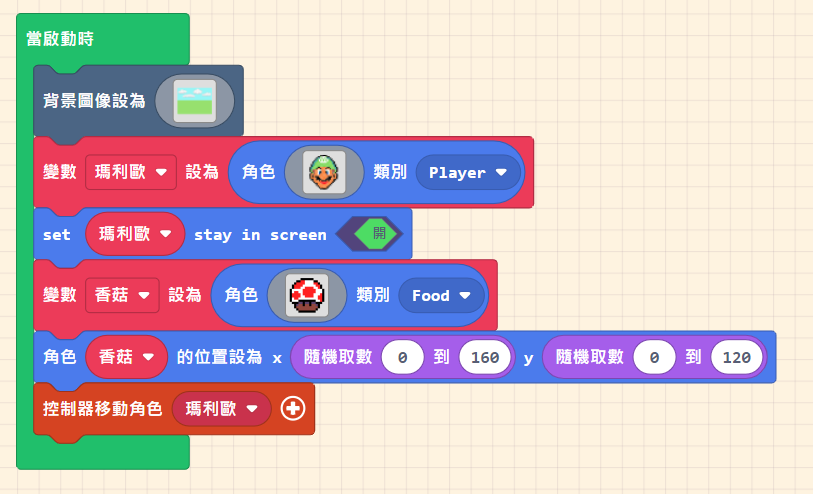 當啟動時
背景圖像設為
變數 瑪利歐 設為 角色 類別 Player
set 瑪利歐 stay in screen 開
變數 香菇 設為 角色 類別 Food
角色 香菇 的位置設為 x 隨機取數 0 到 160 y 隨機取數 0 到 120
控制器移動角色 瑪利歐